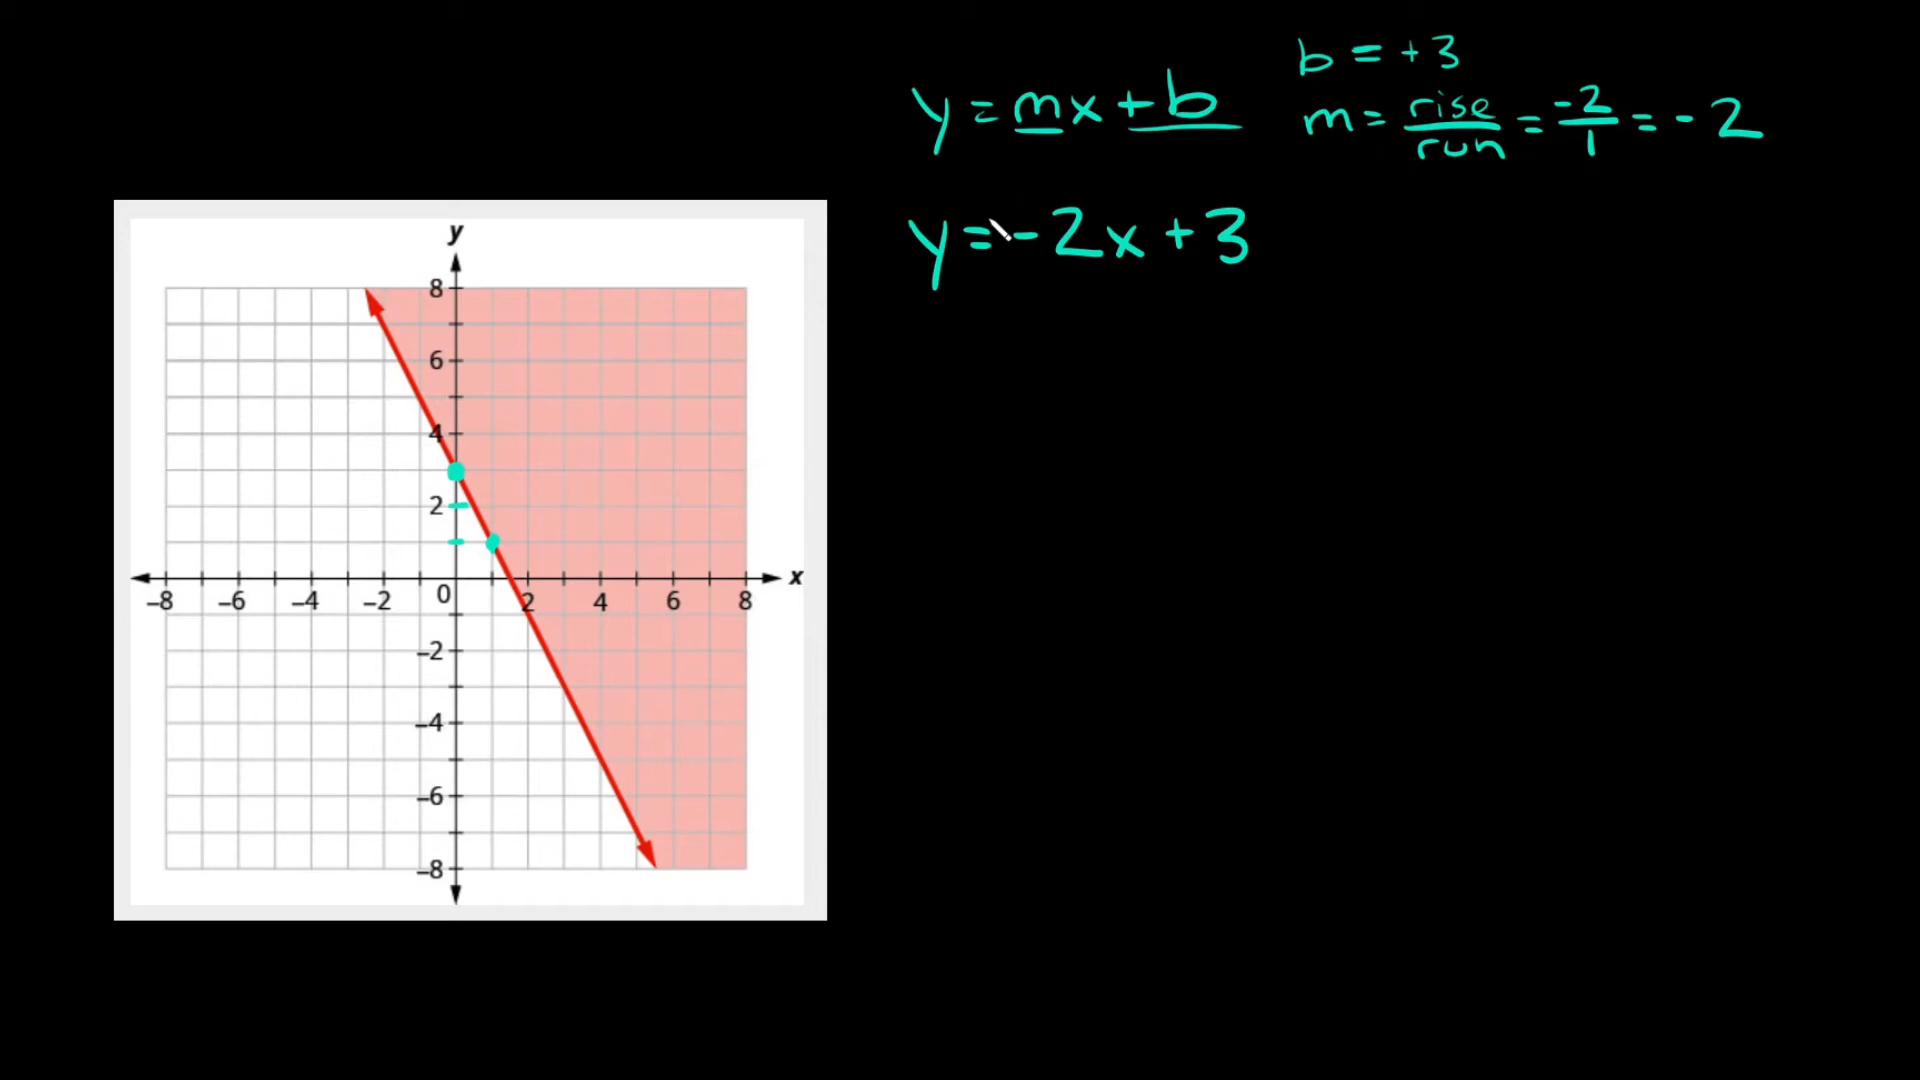 b = +3
y = mx + b
m = rise/run = -2/1 = -2
y = -2x + 3
y
8
6
4
2
0
x
-8 -6 -4 -2 2 4 6 8
-2
-4
-6
-8